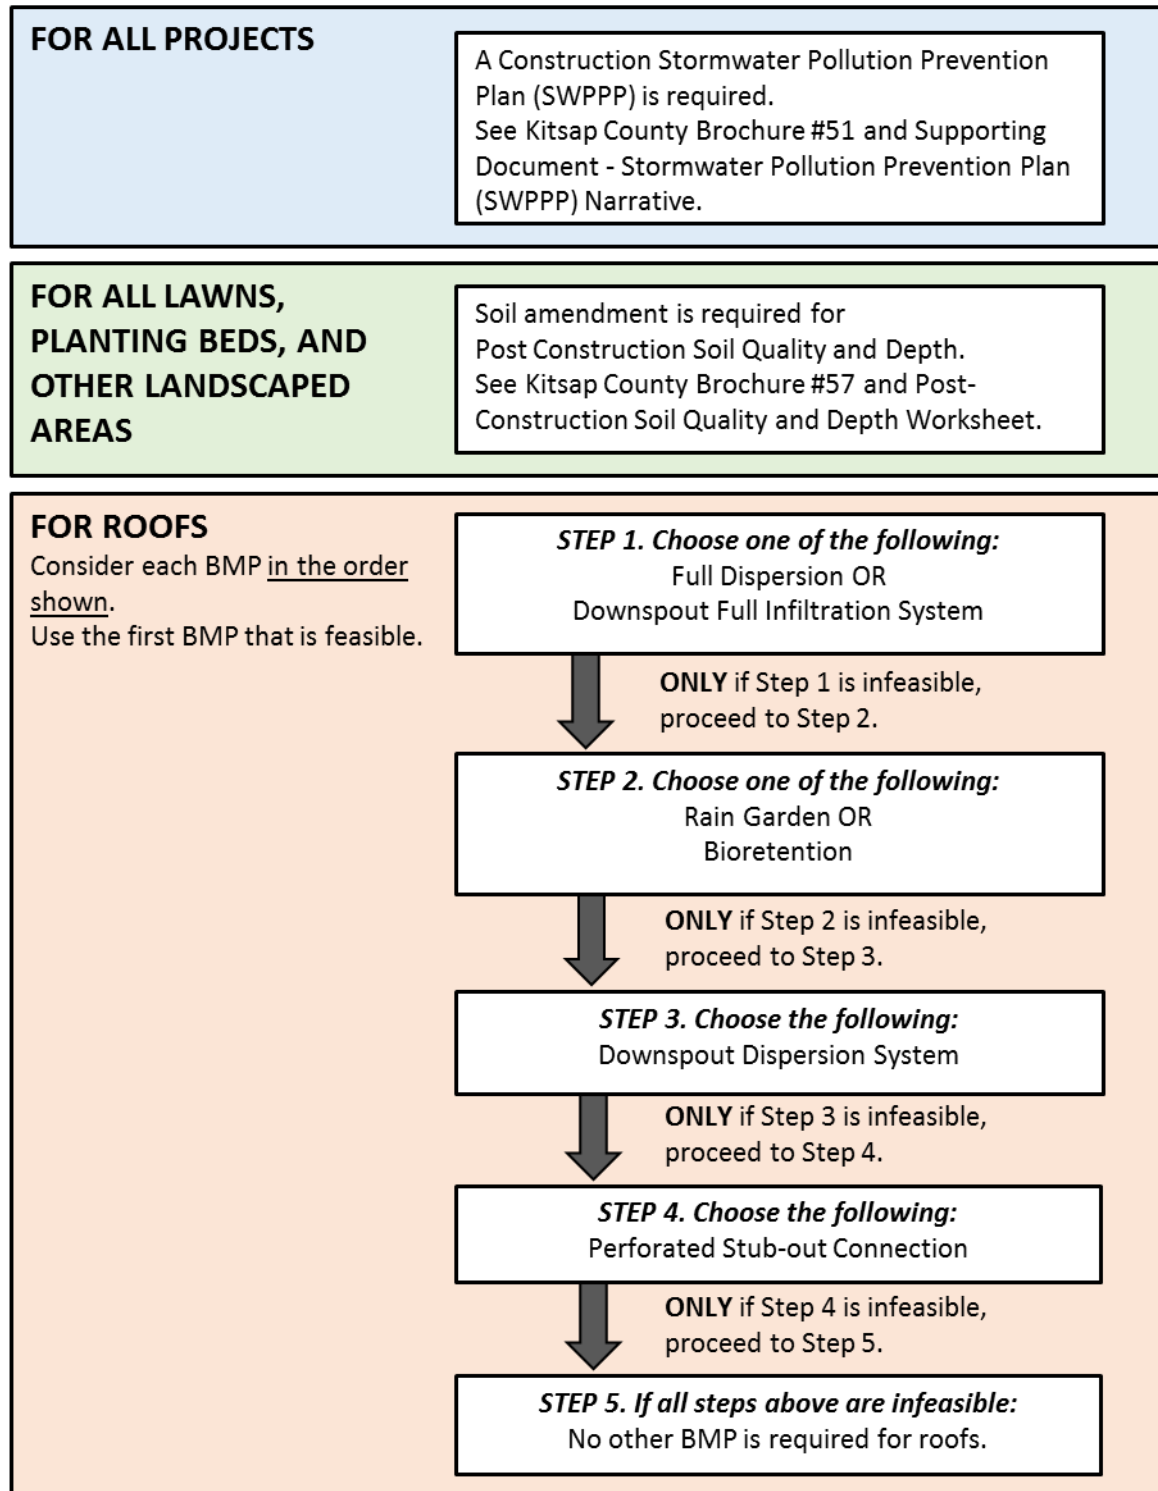 FOR ALL PROJECTS
A Construction Stormwater Pollution Prevention
Plan (SWPPP) is required.
See Kitsap County Brochure #51 and Supporting
Document - Stormwater Pollution Prevention Plan
(SWPPP) Narrative.
FOR ALL LAWNS,
PLANTING BEDS, AND
OTHER LANDSCAPED
AREAS
Soil amendment is required for
Post Construction Soil Quality and Depth.
See Kitsap County Brochure #57 and Post-
Construction Soil Quality and Depth Worksheet.
FOR ROOFS
Consider each BMP in the order
shown.
Use the first BMP that is feasible.
STEP 1. Choose one of the following:
Full Dispersion OR
Downspout Full Infiltration System
ONLY if Step 1 is infeasible,
proceed to Step 2.
STEP 2. Choose one of the following:
Rain Garden OR
Bioretention
ONLY if Step 2 is infeasible,
proceed to Step 3.
STEP 3. Choose the following:
Downspout Dispersion System
ONLY if Step 3 is infeasible,
proceed to Step 4.
STEP 4. Choose the following:
Perforated Stub-out Connection
ONLY if Step 4 is infeasible,
proceed to Step 5.
STEP 5. If all steps above are infeasible:
No other BMP is required for roofs.